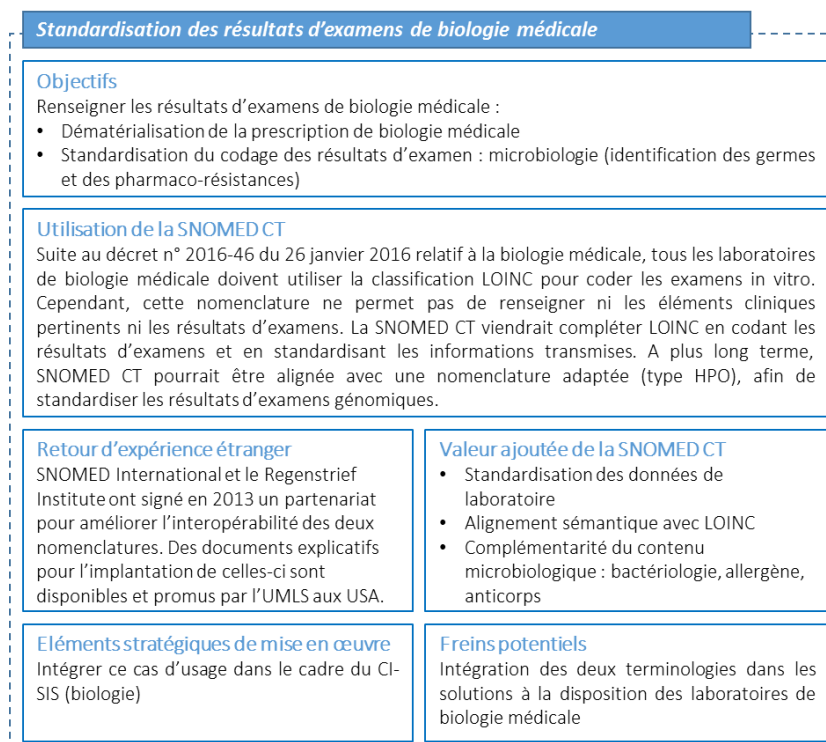 Standardisation des résultats d’examens de biologie médicale
Objectifs
Renseigner les résultats d’examens de biologie médicale :
• Dématérialisation de la prescription de biologie médicale
• Standardisation du codage des résultats d’examen : microbiologie (identification des germes
et des pharmaco-résistances)
Utilisation de la SNOMED CT
Suite au décret n° 2016-46 du 26 janvier 2016 relatif à la biologie médicale, tous les laboratoires
de biologie médicale doivent utiliser la classification LOINC pour coder les examens in vitro.
Cependant, cette nomenclature ne permet pas de renseigner ni les éléments cliniques
pertinents ni les résultats d’examens. La SNOMED CT viendrait compléter LOINC en codant les
résultats d’examens et en standardisant les informations transmises. A plus long terme,
SNOMED CT pourrait être alignée avec une nomenclature adaptée (type HPO), afin de
standardiser les résultats d’examens génomiques.
Retour d’expérience étranger
SNOMED International et le Regenstrief
Institute ont signé en 2013 un partenariat
pour améliorer l’interopérabilité des deux
nomenclatures. Des documents explicatifs
pour l’implantation de celles-ci sont
disponibles et promus par l’UMLS aux USA.
Valeur ajoutée de la SNOMED CT
• Standardisation des données de
laboratoire
• Alignement sémantique avec LOINC
• Complémentarité du contenu
microbiologique : bactériologie, allergène,
anticorps
Eléments stratégiques de mise en œuvre
Intégrer ce cas d’usage dans le cadre du CI-
SIS (biologie)
Freins potentiels
Intégration des deux terminologies dans les
solutions à la disposition des laboratoires de
biologie médicale